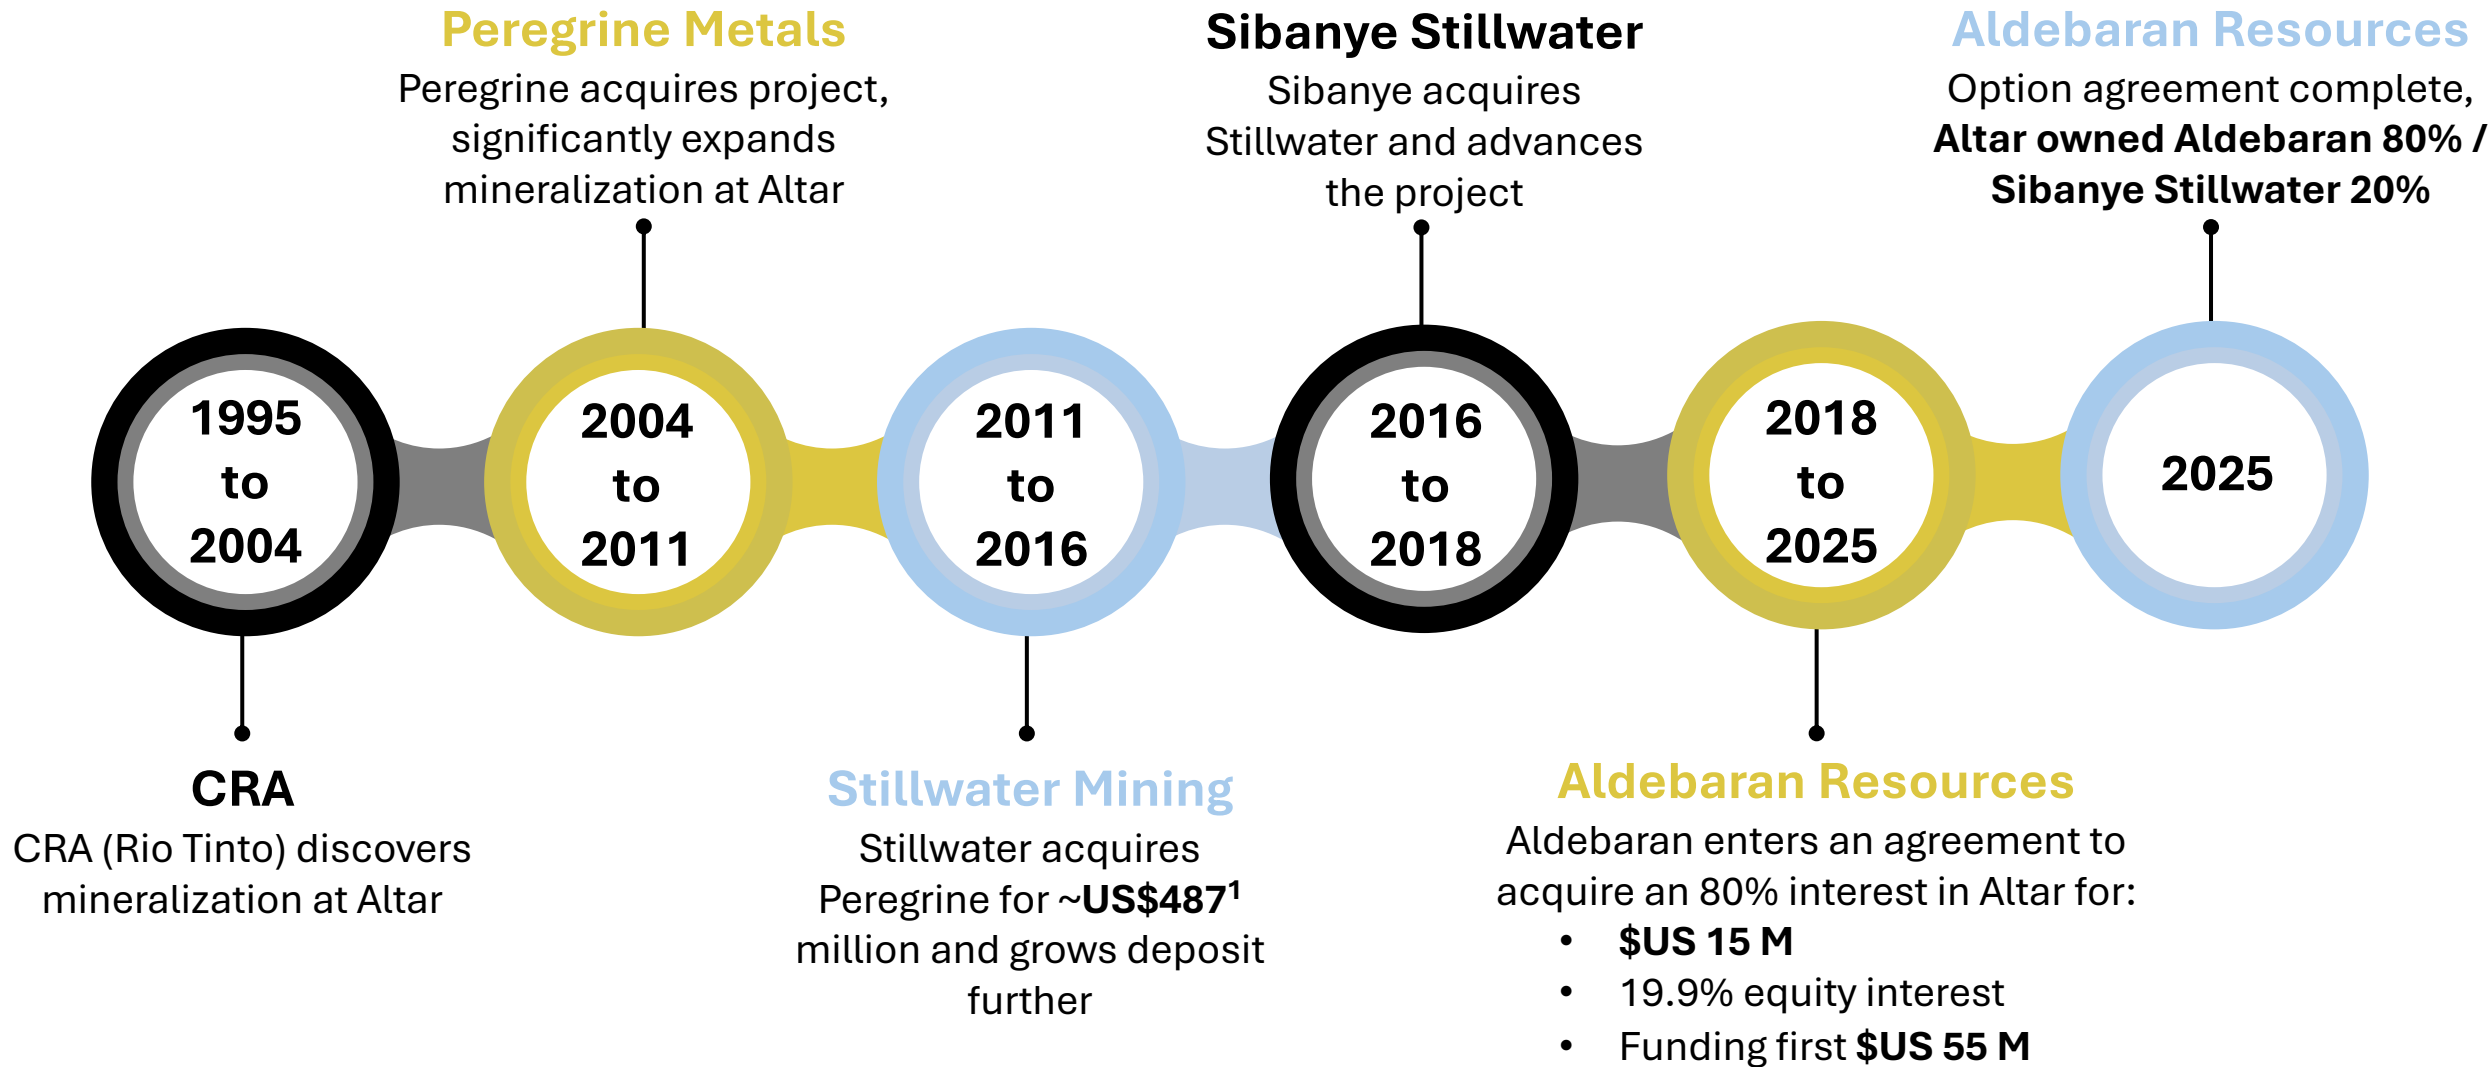 Peregrine Metals
Peregrine acquires project,
significantly expands
mineralization at Altar
Sibanye Stillwater
Sibanye acquires
Stillwater and advances
the project
Aldebaran Resources
Option agreement complete,
Altar owned Aldebaran 80% /
Sibanye Stillwater 20%
1995
to
2004
2004
to
2011
2011
to
2016
2016
to
2018
2018
to
2025
2025
CRA
CRA (Rio Tinto) discovers
mineralization at Altar
Stillwater Mining
Stillwater acquires
Peregrine for ~US$487¹
million and grows deposit
further
Aldebaran Resources
Aldebaran enters an agreement to
acquire an 80% interest in Altar for:
• $US 15 M
• 19.9% equity interest
• Funding first $US 55 M